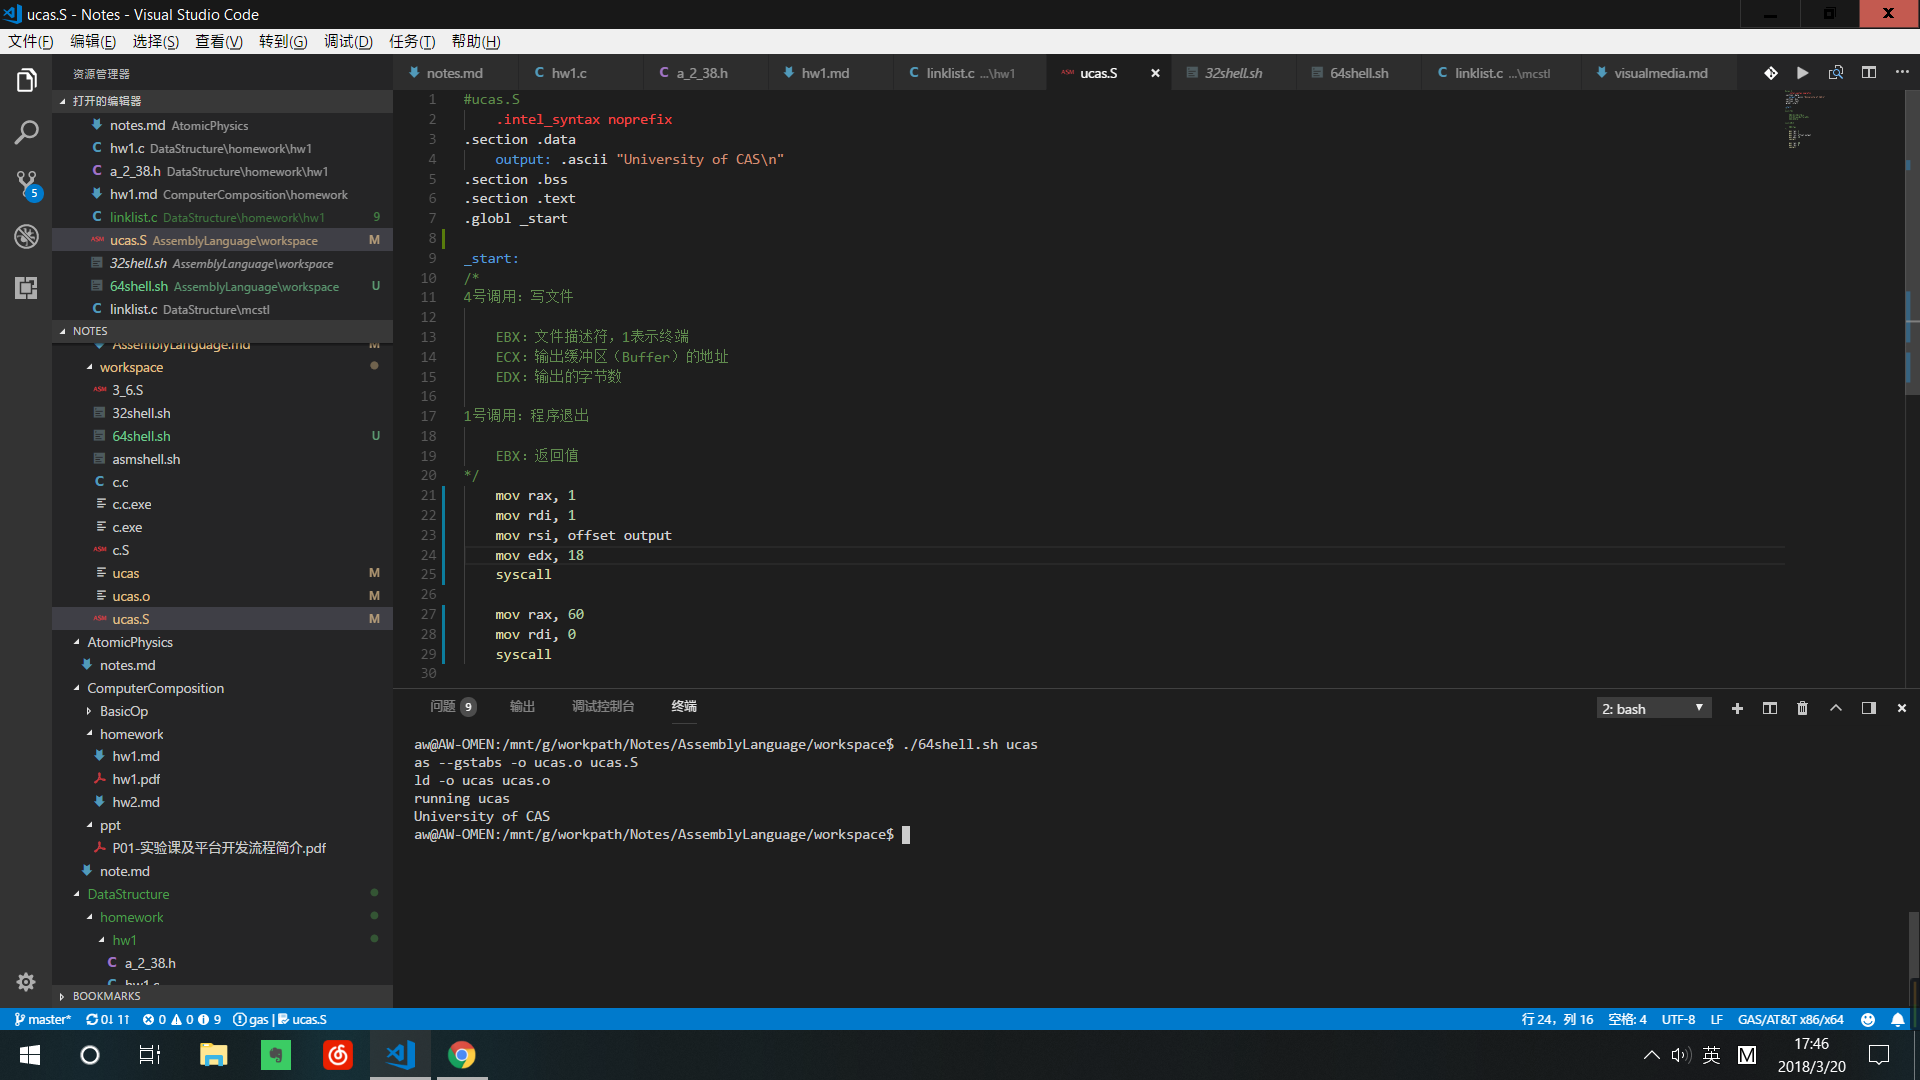 ucas.S - Notes - Visual Studio Code
文件(F) 编辑(E) 选择(S) 查看(V) 转到(G) 调试(D) 任务(T) 帮助(H)
资源管理器
打开的编辑器
notes.md AtomicPhysics
hw1.c DataStructure\homework\hw1
a_2_38.h DataStructure\homework\hw1
hw1.md ComputerComposition\homework
linklist.c DataStructure\homework\hw1 9
ucas.S AssemblyLanguage\workspace M
32shell.sh AssemblyLanguage\workspace
64shell.sh AssemblyLanguage\workspace U
linklist.c DataStructure\mcstl
NOTES
AssemblyLanguage.md M
workspace
3_6.S
32shell.sh
64shell.sh U
asmshell.sh
c.c
c.c.exe
c.exe
c.S
ucas M
ucas.o M
ucas.S M
AtomicPhysics
notes.md
ComputerComposition
BasicOp
homework
hw1.md
hw1.pdf
hw2.md
ppt
P01-实验课及平台开发流程简介.pdf
note.md
DataStructure
homework
hw1
a_2_38.h
hw1.c
BOOKMARKS
5
notes.md hw1.c a_2_38.h hw1.md linklist.c ...\hw1 ucas.S 32shell.sh 64shell.sh linklist.c ...\mcstl visualmedia.md
1 #ucas.S
2 .intel_syntax noprefix
3 .section .data
4 output: .ascii "University of CAS\n"
5 .section .bss
6 .section .text
7 .globl _start
8
9 _start:
10 /*
11 4号调用：写文件
12
13 EBX：文件描述符，1表示终端
14 ECX：输出缓冲区（Buffer）的地址
15 EDX：输出的字节数
16
17 1号调用：程序退出
18
19 EBX：返回值
20 */
21 mov rax, 1
22 mov rdi, 1
23 mov rsi, offset output
24 mov edx, 18
25 syscall
26
27 mov rax, 60
28 mov rdi, 0
29 syscall
30
问题 9 输出 调试控制台 终端 2: bash
aw@AW-OMEN:/mnt/g/workpath/Notes/AssemblyLanguage/workspace$ ./64shell.sh ucas
as --gstabs -o ucas.o ucas.S
ld -o ucas ucas.o
running ucas
University of CAS
aw@AW-OMEN:/mnt/g/workpath/Notes/AssemblyLanguage/workspace$
master* 0↓ 1↑ 0 0 9 gas | ucas.S 行 24，列 16 空格: 4 UTF-8 LF GAS/AT&T x86/x64
英 M 17:46
2018/3/20